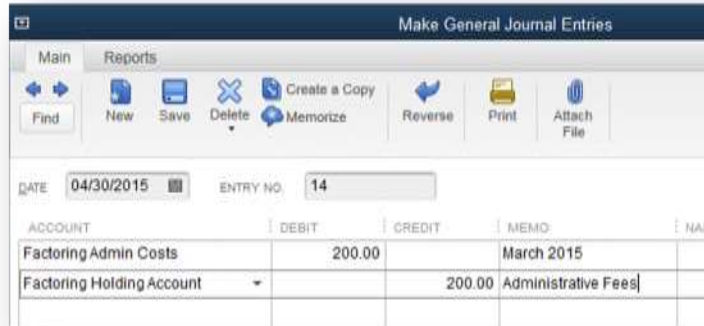 Make General Journal Entries
Main Reports
Find New Save Delete Create a Copy Memorize Reverse Print Attach File
DATE 04/30/2015 ENTRY NO. 14
ACCOUNT DEBIT CREDIT MEMO NA
Factoring Admin Costs 200.00 March 2015
Factoring Holding Account 200.00 Administrative Fees